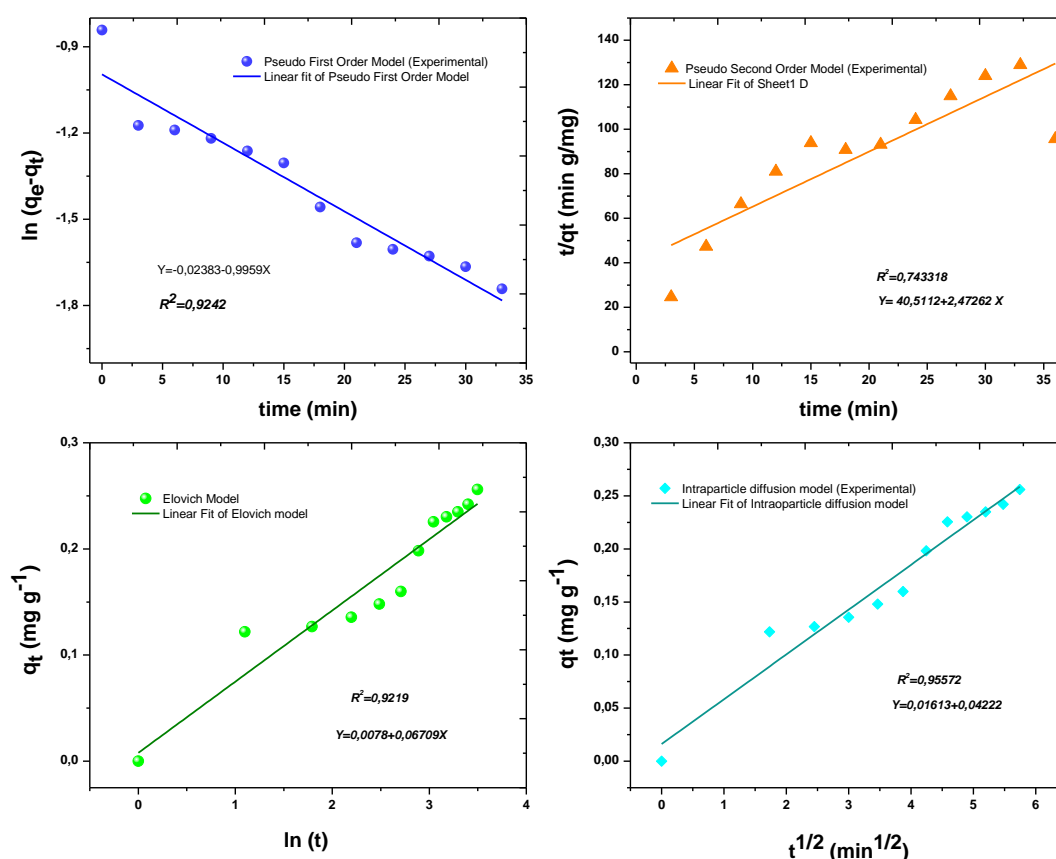 Pseudo First Order Model (Experimental)
Linear fit of Pseudo First Order Model
-0,9
-1,2
-1,5
-1,8
ln (qe-qt)
Y=-0,02383-0,9959X
R2=0,9242
0 5 10 15 20 25 30 35
time (min)
Pseudo Second Order Model (Experimental)
Linear Fit of Sheet1 D
140
120
100
80
60
40
20
0
t/qt (min g/mg)
R2=0,743318
Y= 40,5112+2,47262 X
0 5 10 15 20 25 30 35
time (min)
Elovich Model
Linear Fit of Elovich model
0,3
0,2
0,1
0,0
qt (mg g-1)
R2=0,9219
Y=0,0078+0,06709X
0 1 2 3 4
ln (t)
Intraparticle diffusion model (Experimental)
Linear Fit of Intraoparticle diffusion model
0,30
0,25
0,20
0,15
0,10
0,05
0,00
qt (mg g-1)
R2=0,95572
Y=0,01613+0,04222
0 1 2 3 4 5 6
t1/2 (min1/2)